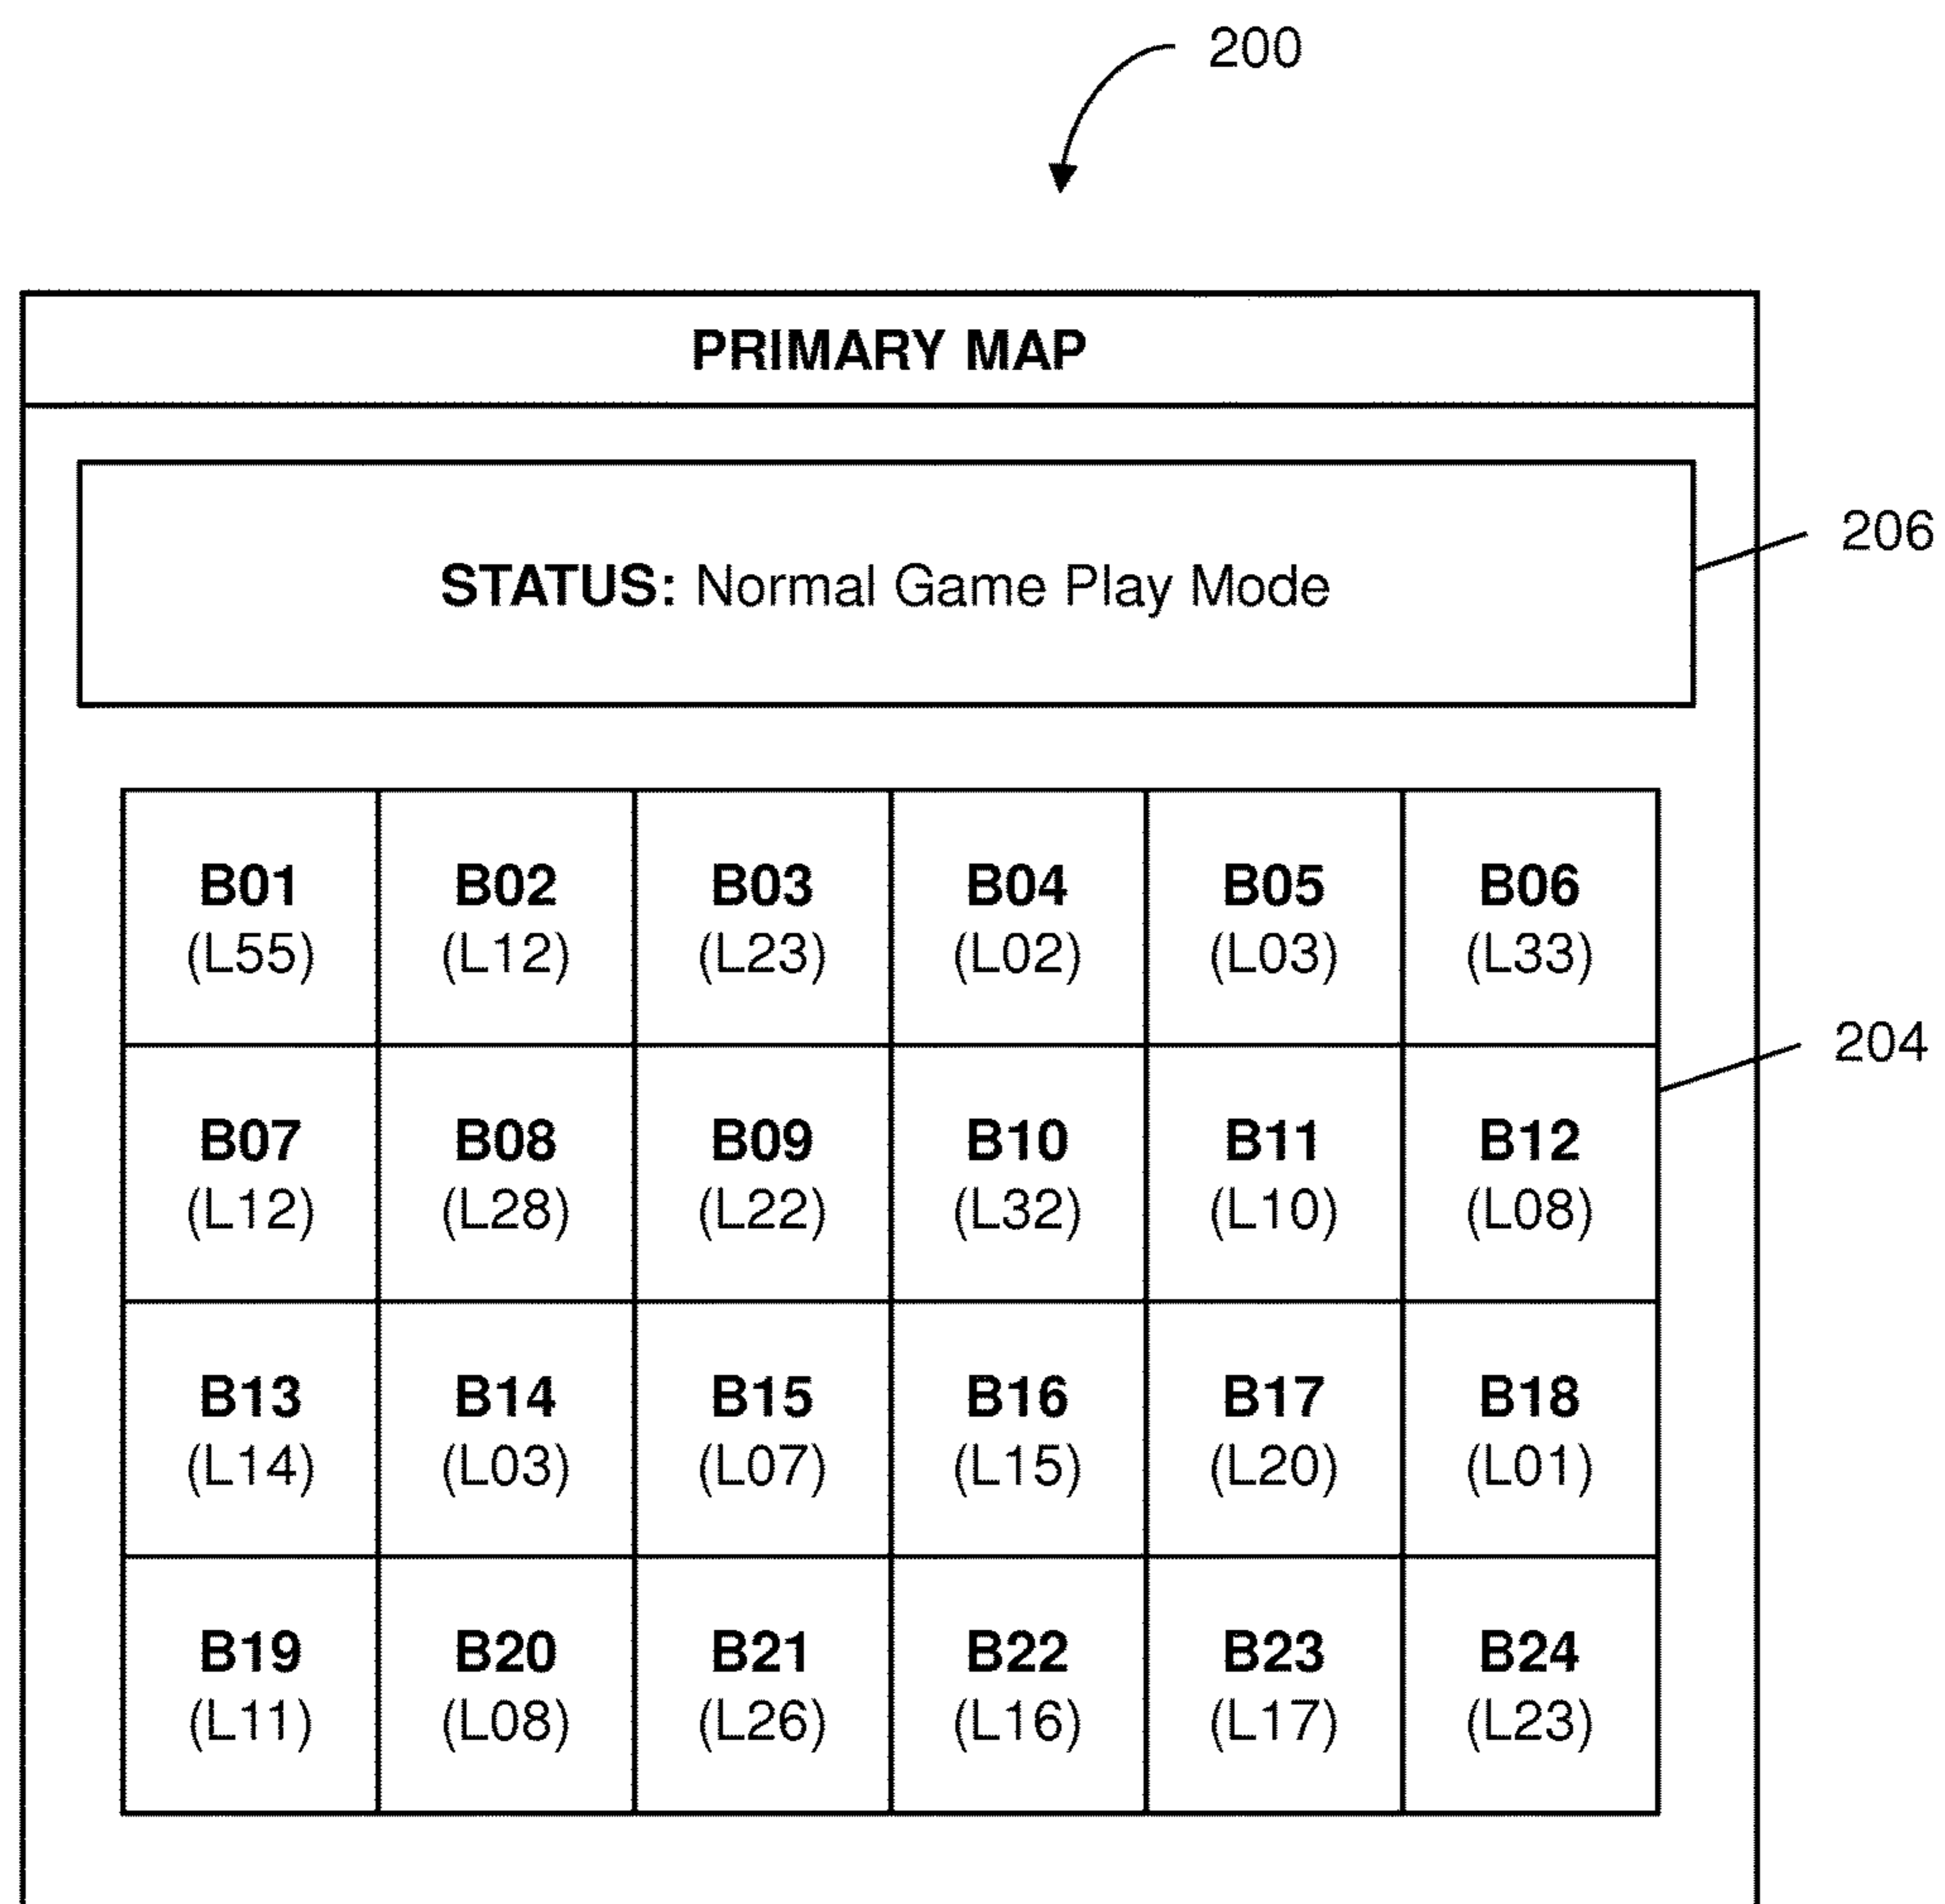 200
PRIMARY MAP
206
STATUS: Normal Game Play Mode
B01 B02 B03 B04 B05 B06
(L55) (L12) (L23) (L02) (L03) (L33)
204
B07 B08 B09 B10 B11 B12
(L12) (L28) (L22) (L32) (L10) (L08)
B13 B14 B15 B16 B17 B18
(L14) (L03) (L07) (L15) (L20) (L01)
B19 B20 B21 B22 B23 B24
(L11) (L08) (L26) (L16) (L17) (L23)